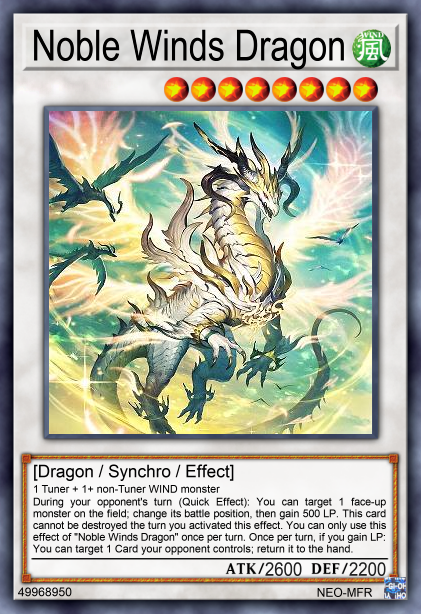 Noble Winds Dragon
WIND
風
[Dragon / Synchro / Effect]
1 Tuner + 1+ non-Tuner WIND monster
During your opponent's turn (Quick Effect): You can target 1 face-up
monster on the field; change its battle position, then gain 500 LP. This card
cannot be destroyed the turn you activated this effect. You can only use this
effect of "Noble Winds Dragon" once per turn. Once per turn, if you gain LP:
You can target 1 Card your opponent controls; return it to the hand.
ATK/2600 DEF/2200
49968950 NEO-MFR